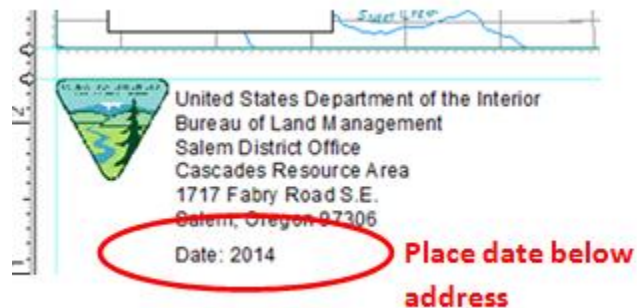 United States Department of the Interior
Bureau of Land Management
Salem District Office
Cascades Resource Area
1717 Fabry Road S.E.
Salem, Oregon 97306
Date: 2014
Place date below
address